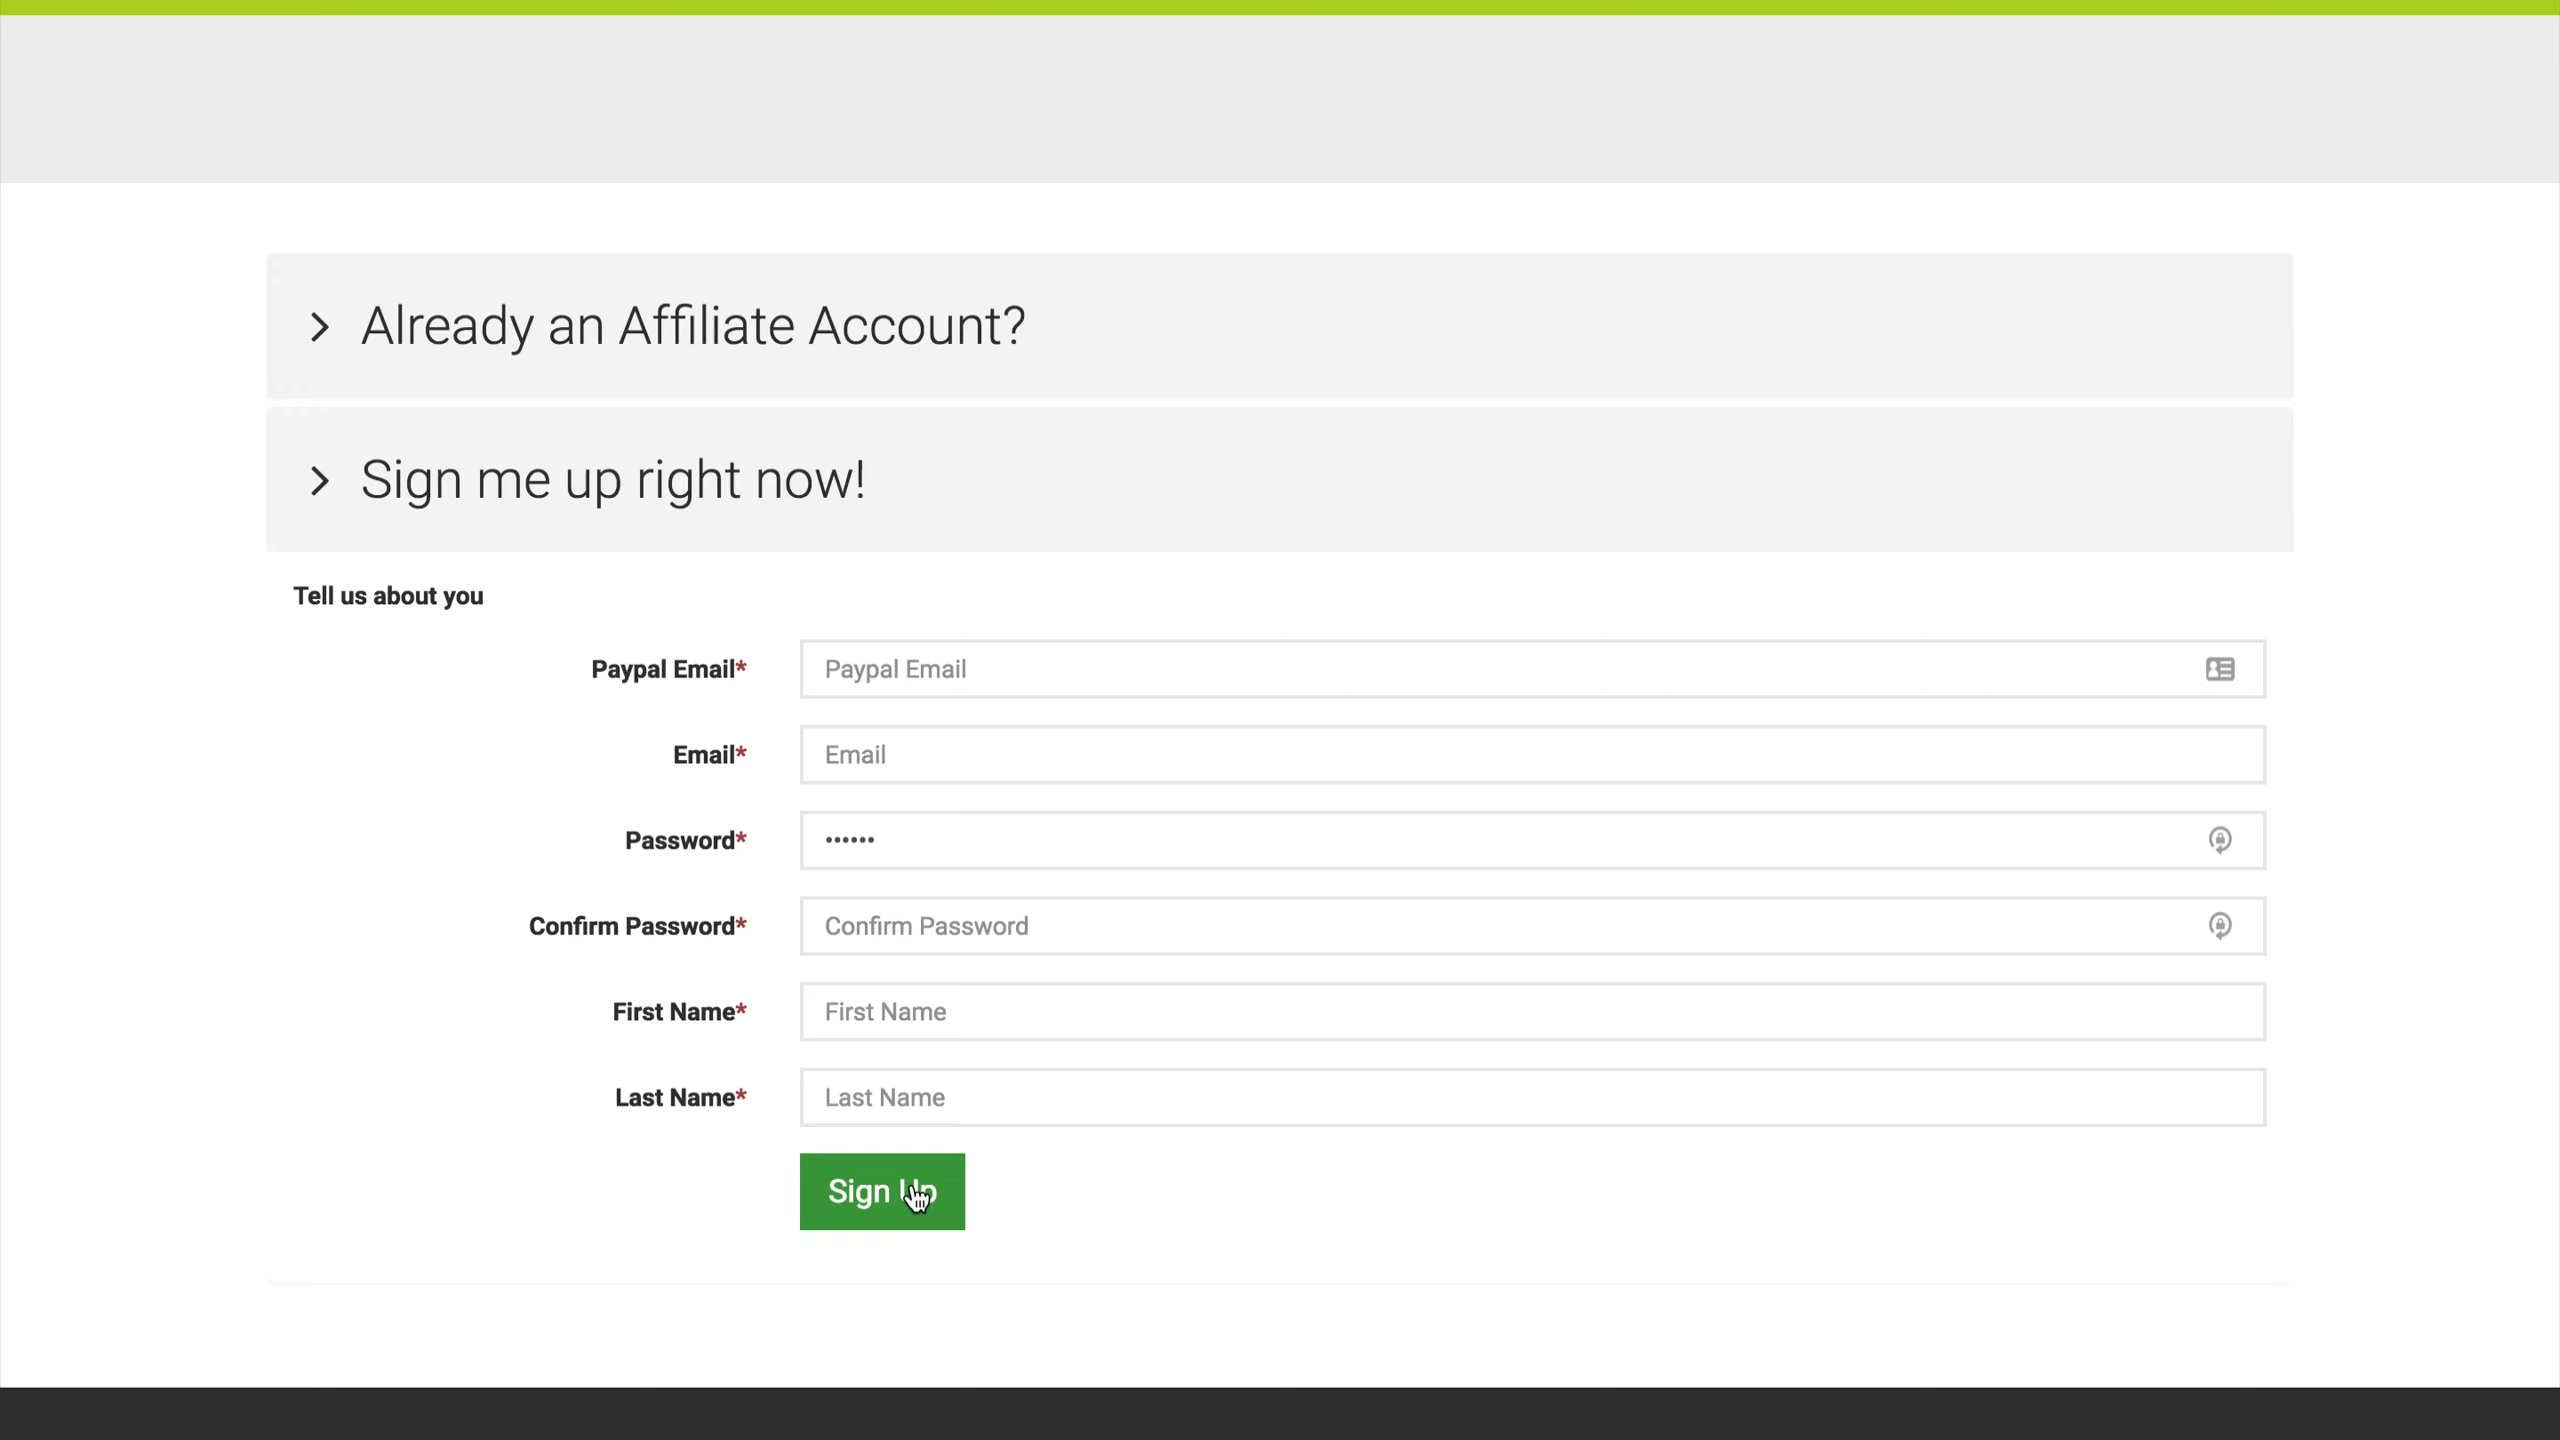 Already an Affiliate Account?
Sign me up right now!
Tell us about you
Paypal Email* Paypal Email
Email* Email
Password* ••••••
Confirm Password* Confirm Password
First Name* First Name
Last Name* Last Name
Sign Up